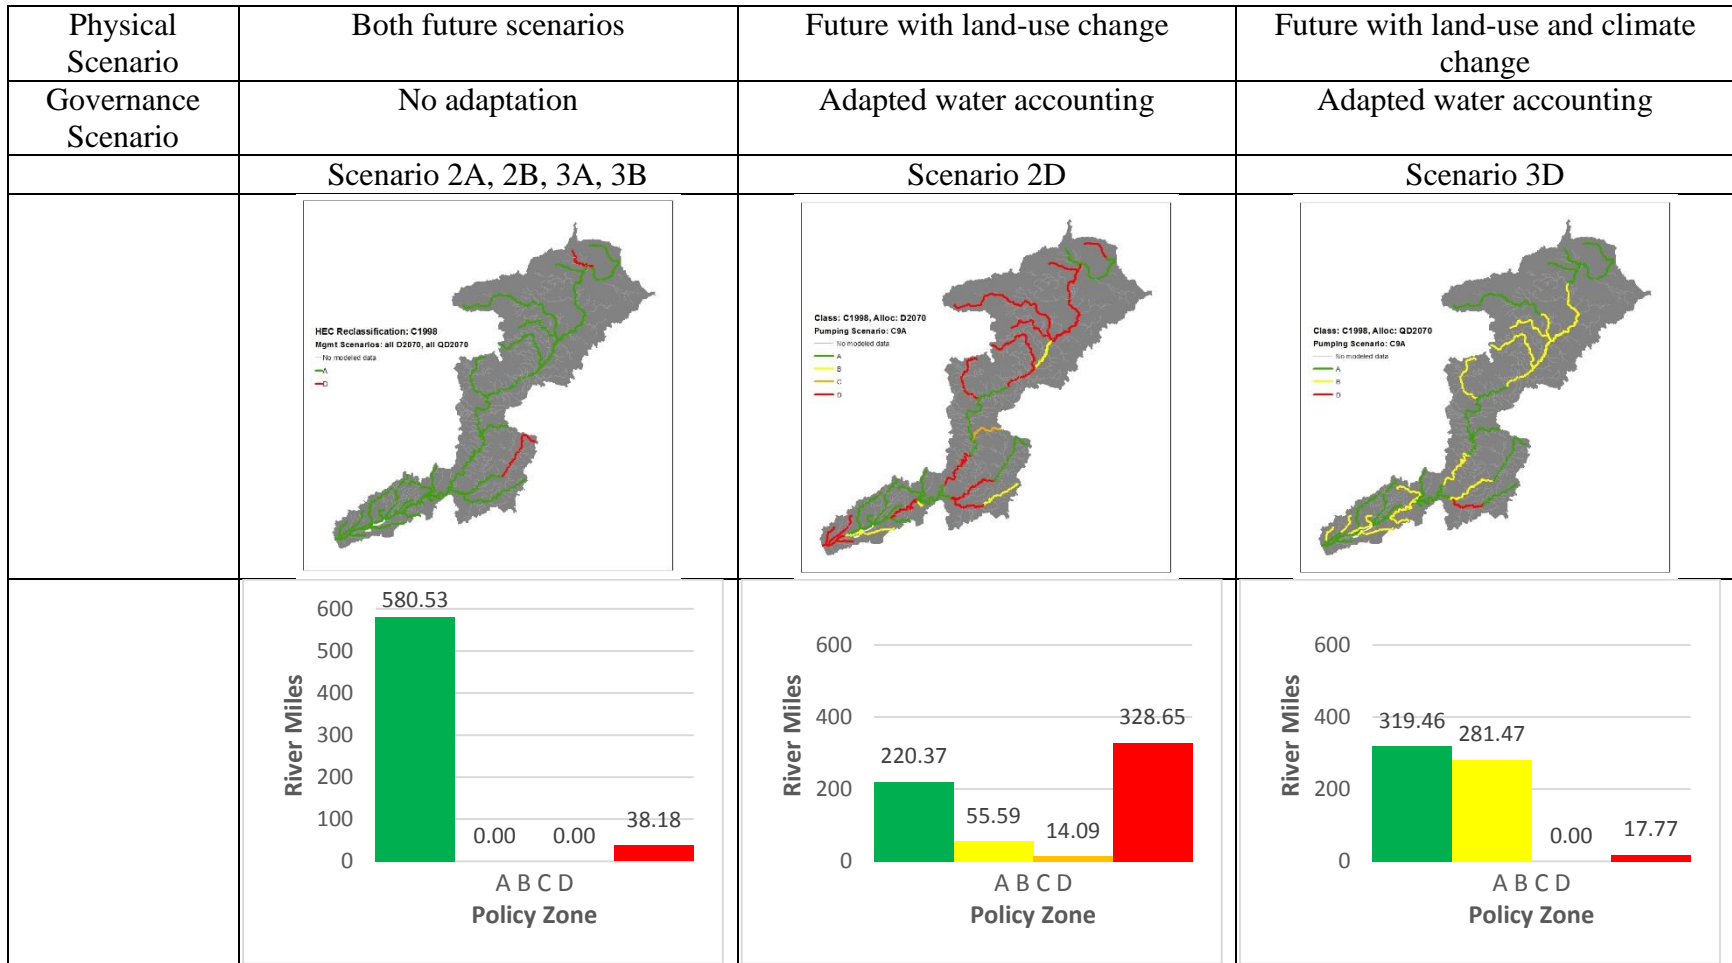 Physical
Scenario
Both future scenarios
Future with land-use change
Future with land-use and climate
change
Governance
Scenario
No adaptation
Adapted water accounting
Adapted water accounting
Scenario 2A, 2B, 3A, 3B
Scenario 2D
Scenario 3D
HEC Reclassification: C1998
Mgmt Scenarios: all D2070, all QD2070
No modeled data
A
D
Class: C1998, Alloc: D2070
Pumping Scenario: C9A
No modeled data
A
B
C
D
Class: C1998, Alloc: QD2070
Pumping Scenario: C9A
No modeled data
A
B
D
River Miles
600
500
400
300
200
100
0
580.53
0.00
0.00
38.18
A B C D
Policy Zone
River Miles
600
400
200
0
220.37
55.59
14.09
328.65
A B C D
Policy Zone
River Miles
600
400
200
0
319.46
281.47
0.00
17.77
A B C D
Policy Zone